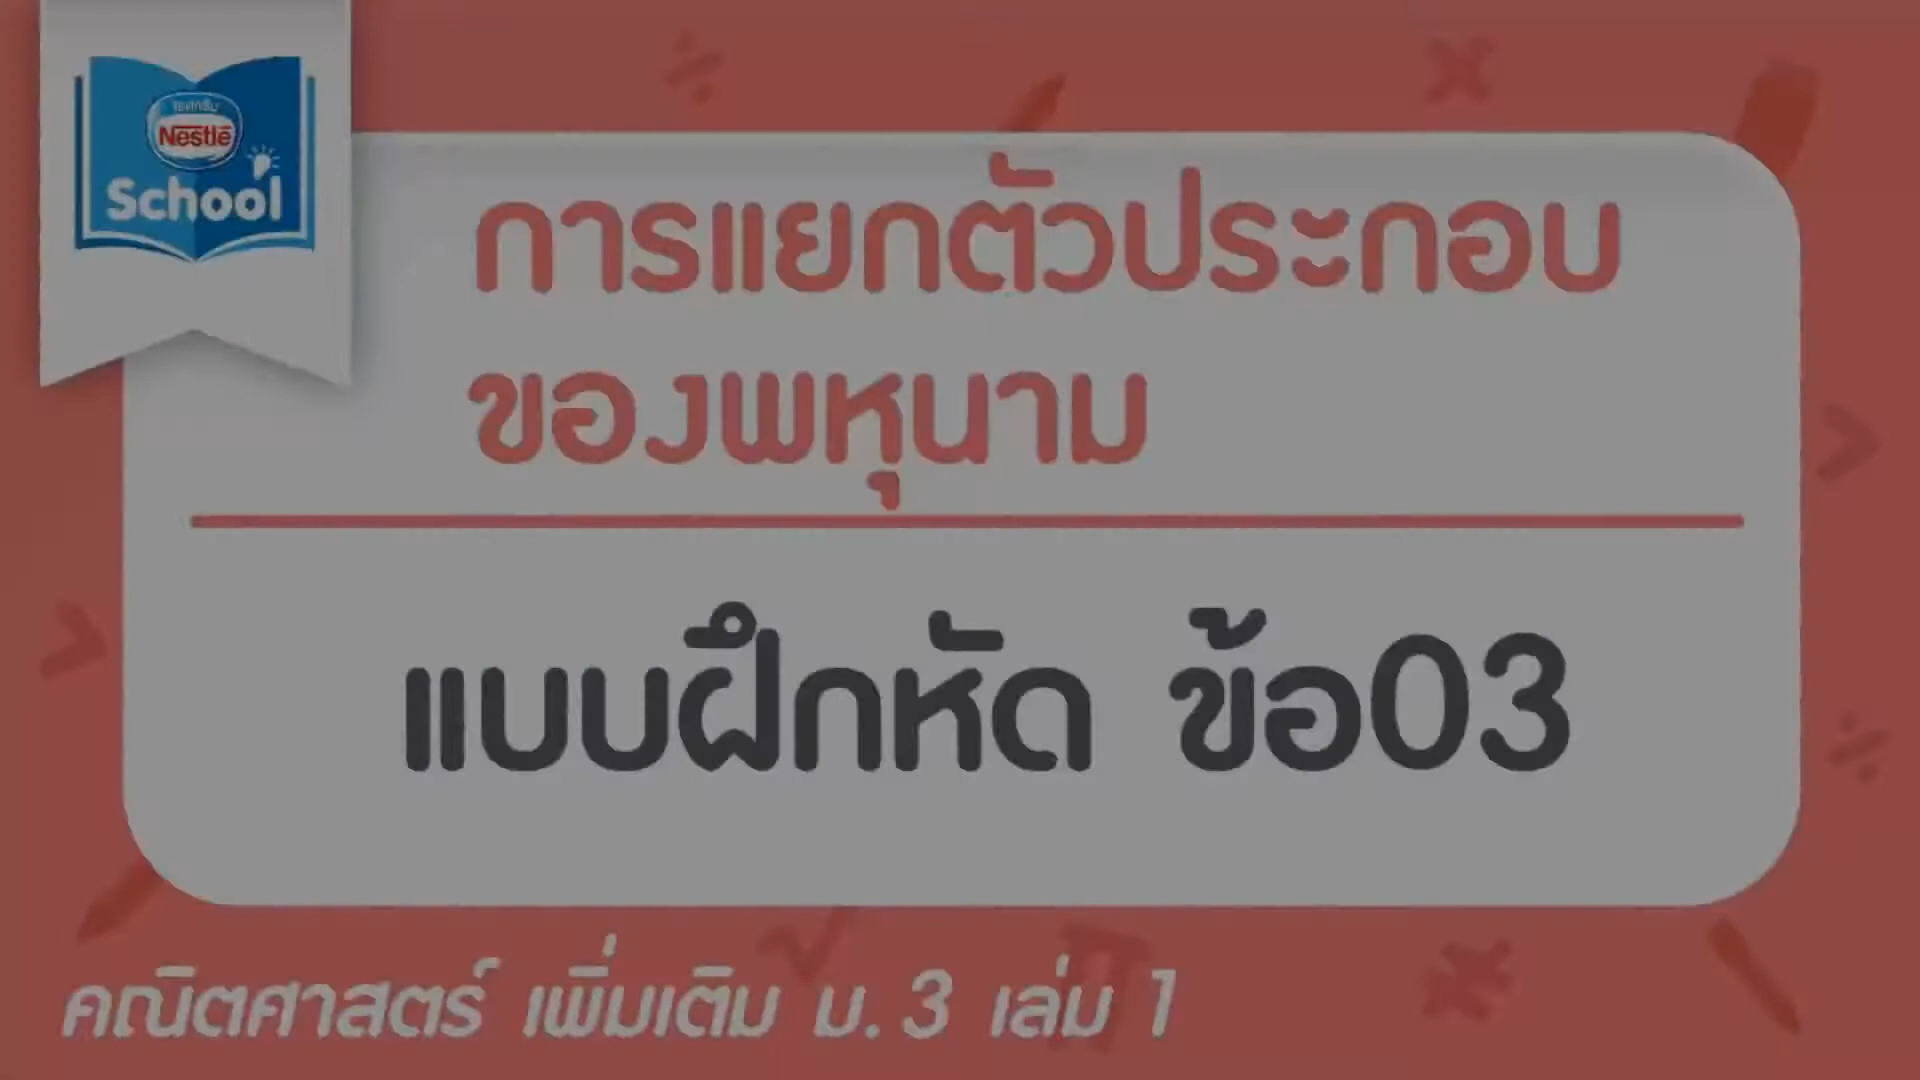 Nestlē
School
การแยกตัวประกอบ
ของพหุนาม
แบบฝึกหัด ข้อ03
คณิตศาสตร์ เพิ่มเติม ม. 3 เล่ม 1